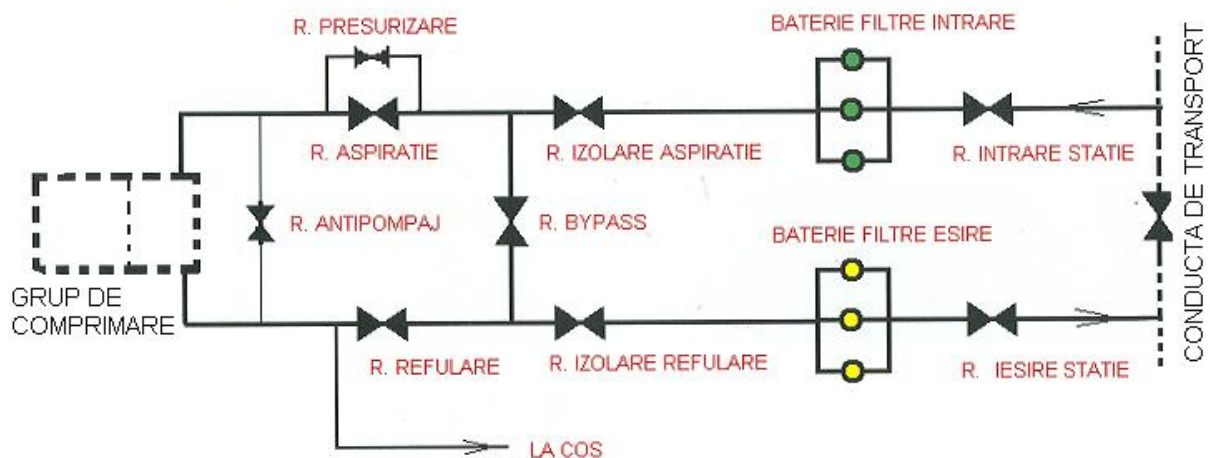 R. PRESURIZARE
BATERIE FILTRE INTRARE
R. ASPIRATIE
R. IZOLARE ASPIRATIE
R. INTRARE STATIE
CONDUCTA DE TRANSPORT
R. ANTIPOMPAJ
R. BYPASS
BATERIE FILTRE ESIRE
GRUP DE
COMPRIMARE
R. REFULARE
R. IZOLARE REFULARE
R. IESIRE STATIE
LA COS